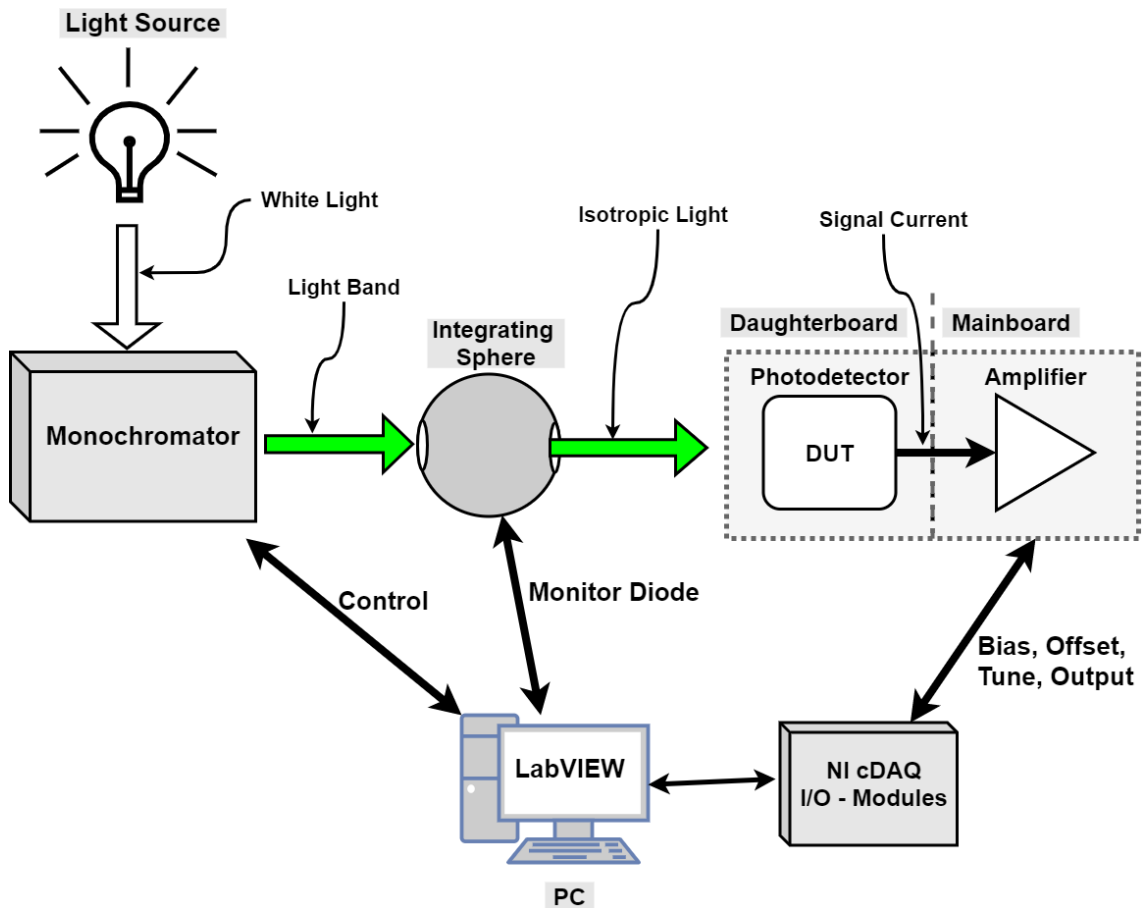 Light Source
White Light
Isotropic Light
Signal Current
Light Band
Integrating
Sphere
Daughterboard
Mainboard
Photodetector
Amplifier
Monochromator
DUT
Control
Monitor Diode
Bias, Offset,
Tune, Output
LabVIEW
NI cDAQ
I/O - Modules
PC